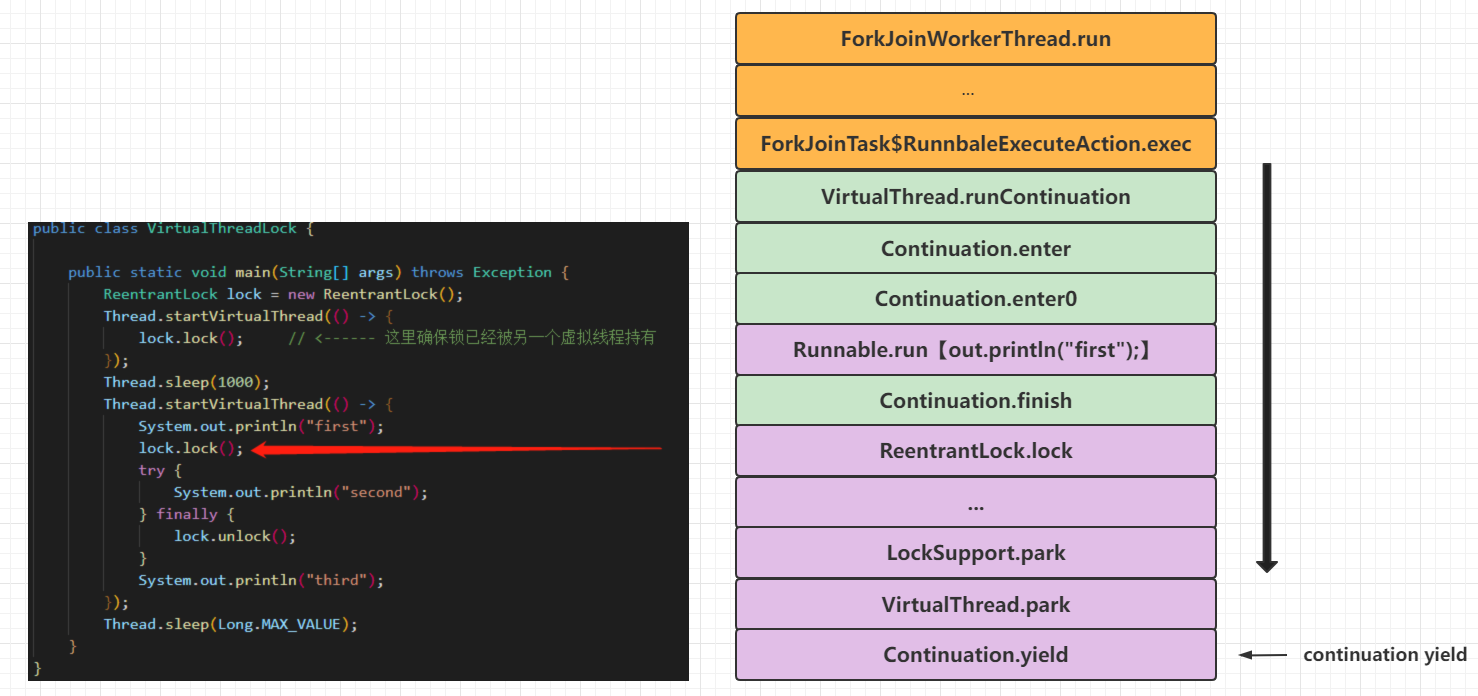 public class VirtualThreadLock {
public static void main(String[] args) throws Exception {
ReentrantLock lock = new ReentrantLock();
Thread.startVirtualThread(() -> {
lock.lock(); // <------ 这里确保锁已经被另一个虚拟线程持有
});
Thread.sleep(1000);
Thread.startVirtualThread(() -> {
System.out.println("first");
lock.lock();
try {
System.out.println("second");
} finally {
lock.unlock();
}
System.out.println("third");
});
Thread.sleep(Long.MAX_VALUE);
}
}
ForkJoinWorkerThread.run
...
ForkJoinTask$RunnbaleExecuteAction.exec
VirtualThread.runContinuation
Continuation.enter
Continuation.enter0
Runnable.run【out.println("first");】
Continuation.finish
ReentrantLock.lock
...
LockSupport.park
VirtualThread.park
Continuation.yield
continuation yield